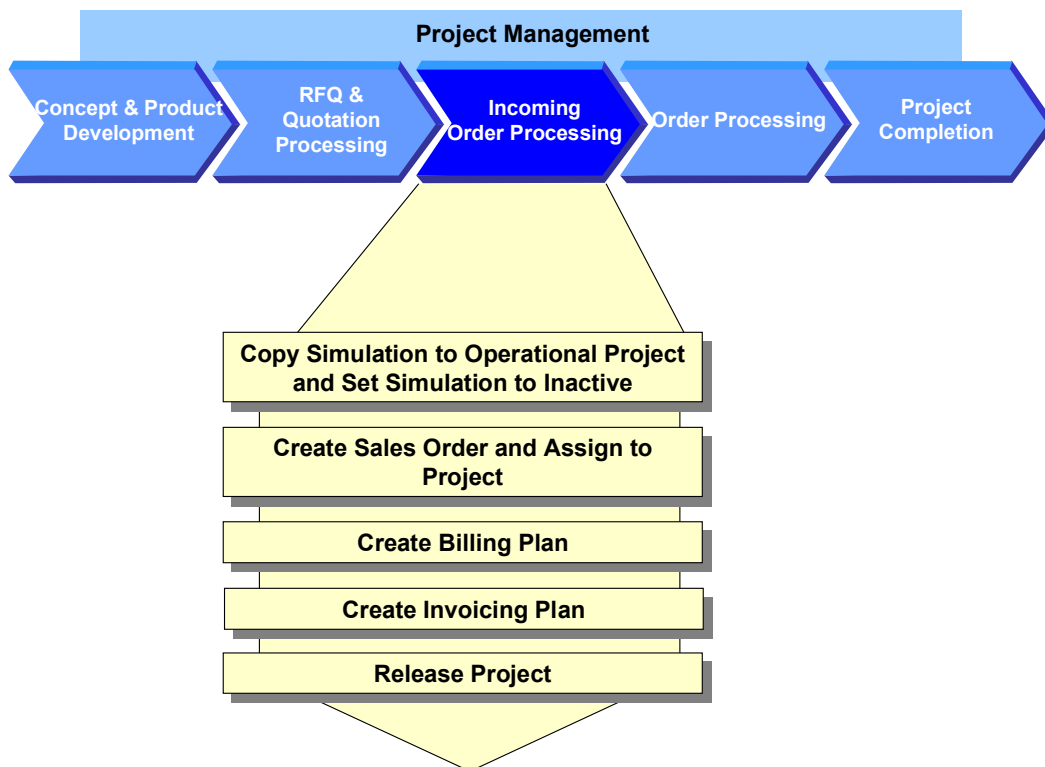 Project Management
Concept & Product
Development
RFQ &
Quotation
Processing
Incoming
Order Processing
Order Processing
Project
Completion
Copy Simulation to Operational Project
and Set Simulation to Inactive
Create Sales Order and Assign to
Project
Create Billing Plan
Create Invoicing Plan
Release Project